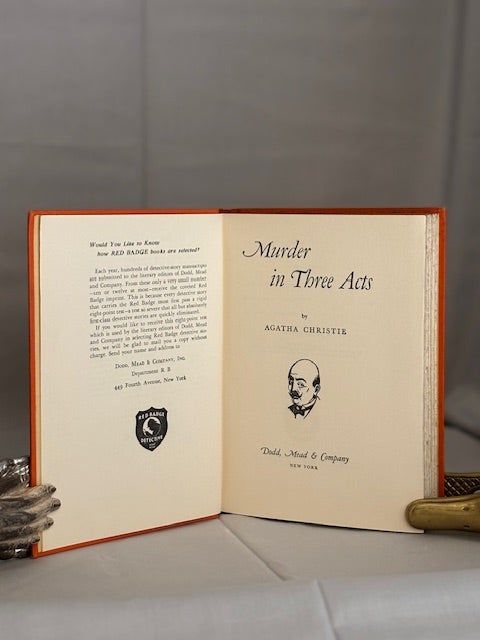 Would You Like to Know
how RED BADGE books are selected?
Each year, hundreds of detective-story manuscripts
are submitted to the literary editors of Dodd, Mead
and Company. From these only a very small number
—ten or twelve at most—receive the coveted Red
Badge imprint. This is because every detective story
that carries the Red Badge must first pass a rigid
eight-point test—a test so severe that all but absolutely
first-class detective stories are quickly eliminated.
If you would like to receive this eight-point test
which is used by the literary editors of Dodd, Mead
and Company in selecting Red Badge detective sto-
ries, we will be glad to mail you a copy without
charge. Send your name and address to
Dodd, Mead & Company, Inc.
Department R B
449 Fourth Avenue, New York
RED BADGE
DETECTIVE
Murder
in Three Acts
by
AGATHA CHRISTIE
Dodd, Mead & Company
NEW YORK